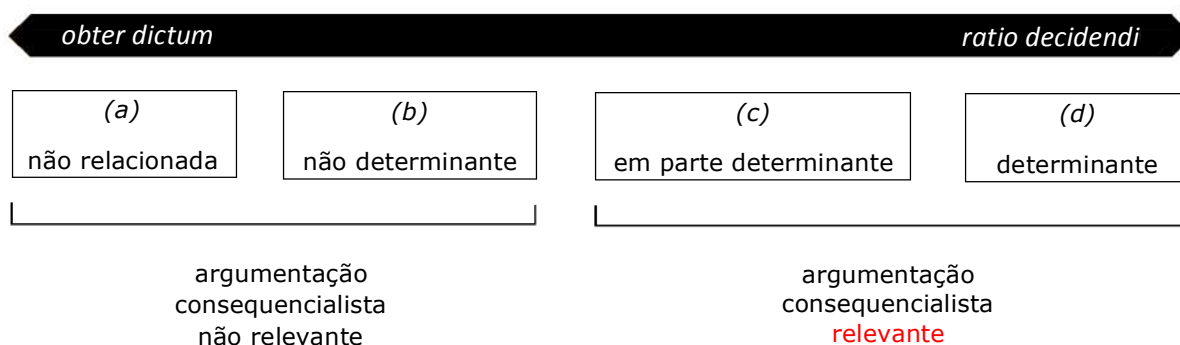 obter dictum ratio decidendi
(a) (b) (c) (d)
não relacionada não determinante em parte determinante determinante
argumentação argumentação
consequencialista consequencialista
não relevante relevante